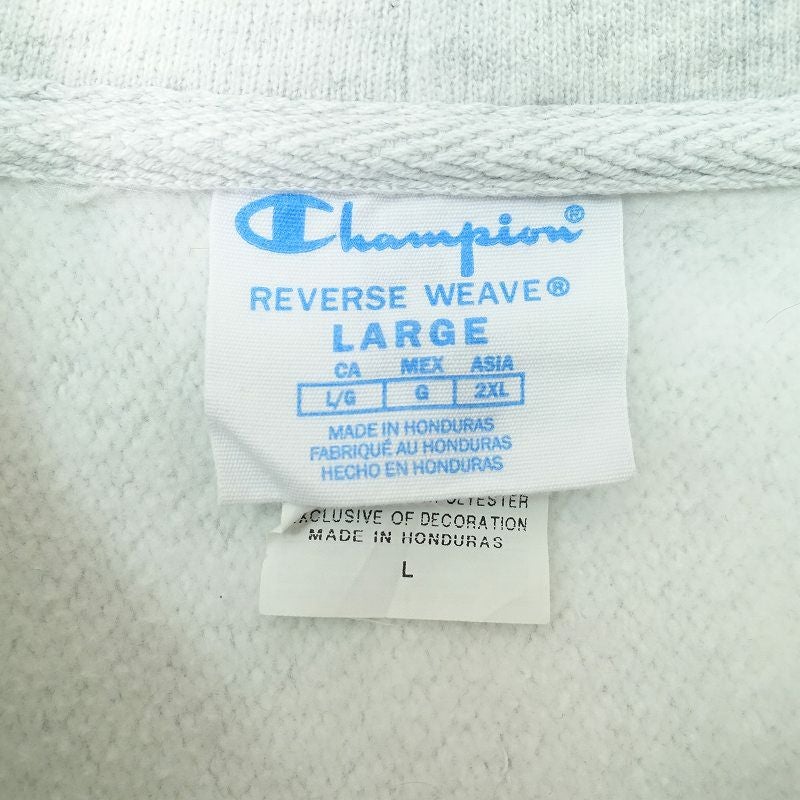 Champion®
REVERSE WEAVE®
LARGE
CA MEX ASIA
L/G G 2XL
MADE IN HONDURAS
FABRIQUÉ AU HONDURAS
HECHO EN HONDURAS
POLYESTER
EXCLUSIVE OF DECORATION
MADE IN HONDURAS
L